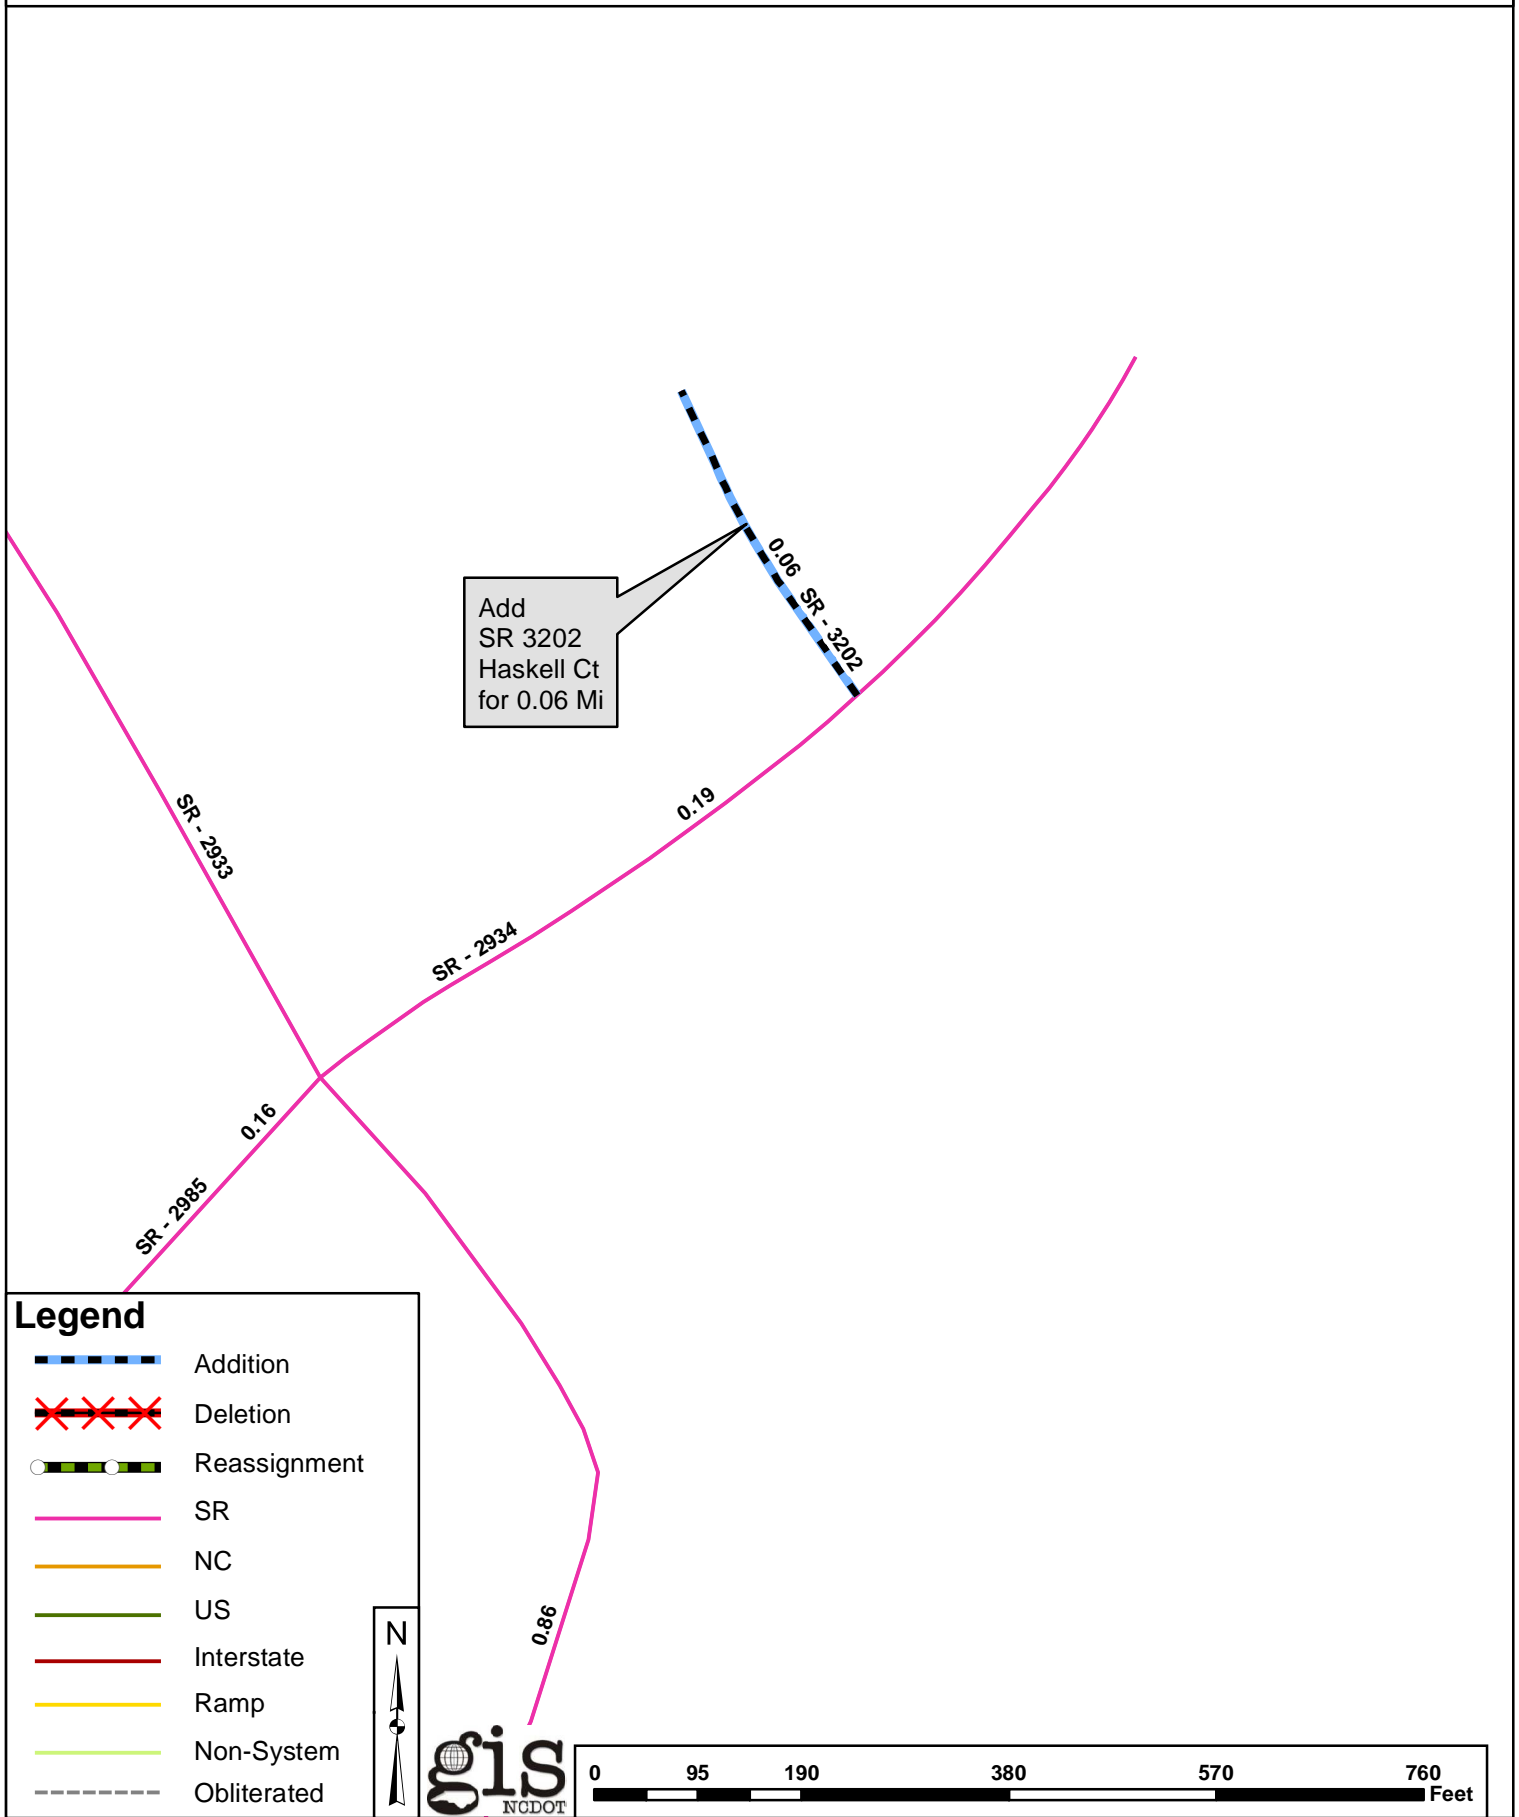 0.06 SR - 3202
Add
SR 3202
Haskell Ct
for 0.06 Mi
SR - 2933
0.19
SR - 2934
0.16
SR - 2985
0.86
Legend
Addition
Deletion
Reassignment
SR
NC
US
Interstate
Ramp
Non-System
Obliterated
N
gis
NCDOT
0 95 190 380 570 760
Feet